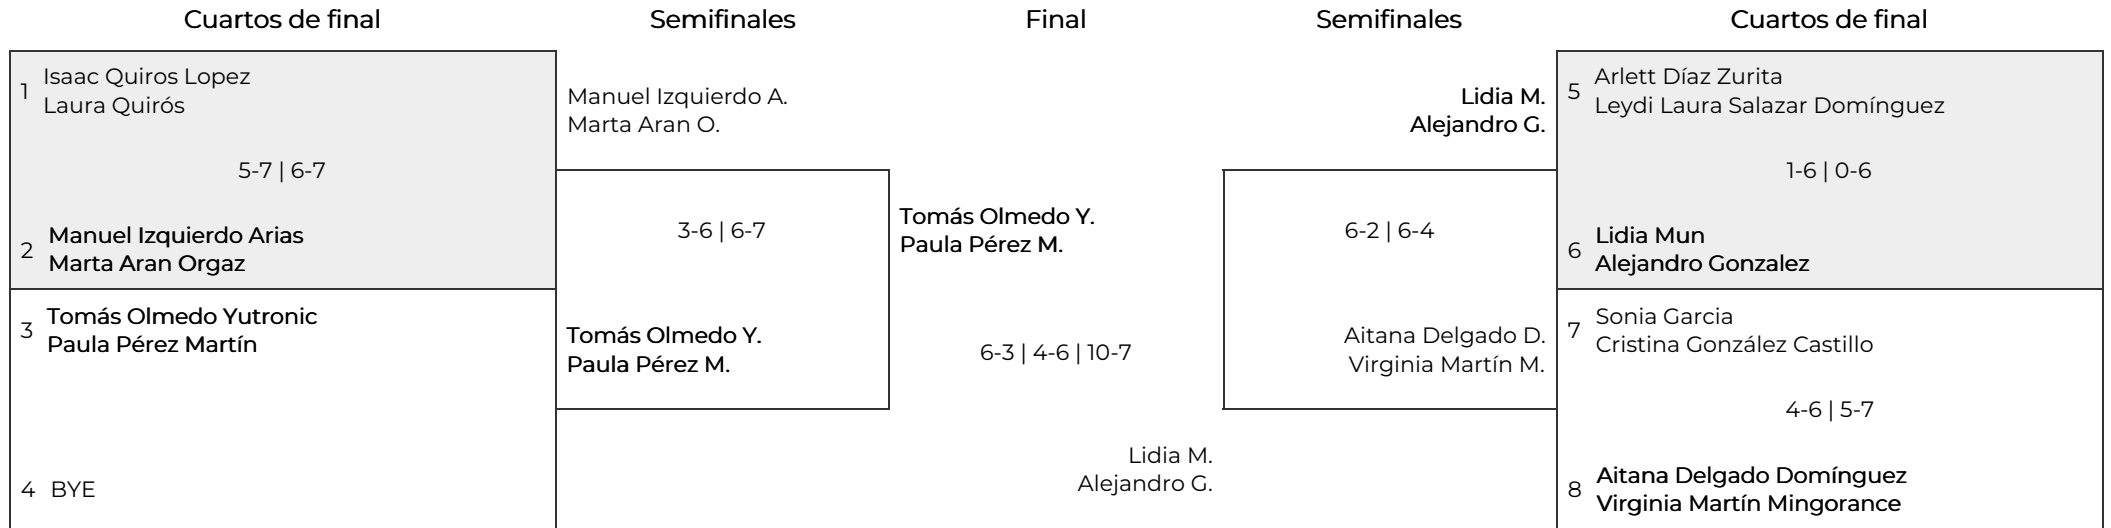 Cuartos de final
Semifinales
Final
Semifinales
Cuartos de final
1
Isaac Quiros Lopez
Laura Quirós
5-7 | 6-7
2
Manuel Izquierdo Arias
Marta Aran Orgaz
3
Tomás Olmedo Yutronic
Paula Pérez Martín
4 BYE
Manuel Izquierdo A.
Marta Aran O.
3-6 | 6-7
Tomás Olmedo Y.
Paula Pérez M.
Tomás Olmedo Y.
Paula Pérez M.
6-3 | 4-6 | 10-7
Lidia M.
Alejandro G.
Lidia M.
Alejandro G.
6-2 | 6-4
Aitana Delgado D.
Virginia Martín M.
5
Arlett Díaz Zurita
Leydi Laura Salazar Domínguez
1-6 | 0-6
6
Lidia Mun
Alejandro Gonzalez
7
Sonia Garcia
Cristina González Castillo
4-6 | 5-7
8
Aitana Delgado Domínguez
Virginia Martín Mingorance